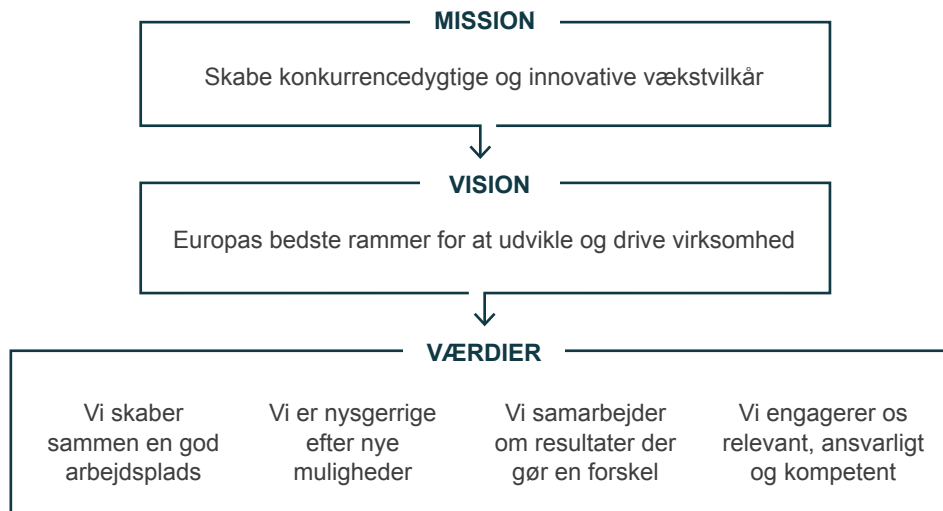 MISSION
Skabe konkurrencedygtige og innovative vækstvilkår
VISION
Europas bedste rammer for at udvikle og drive virksomhed
VÆRDIER
Vi skaber
sammen en god
arbejdsplads
Vi er nysgerrige
efter nye
muligheder
Vi samarbejder
om resultater der
gør en forskel
Vi engagerer os
relevant, ansvarligt
og kompetent